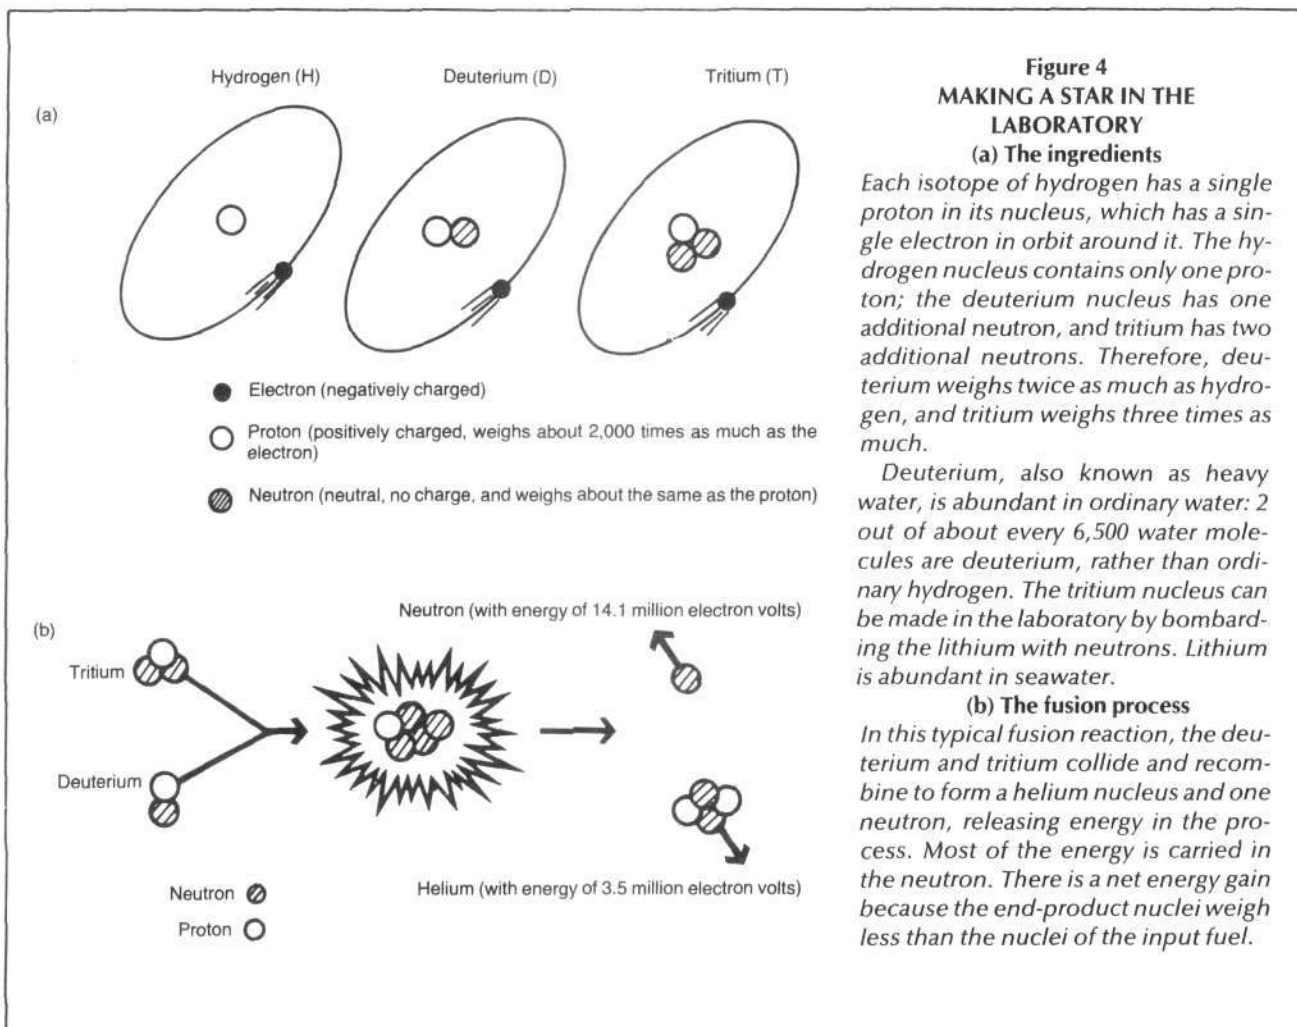 Hydrogen (H)
Deuterium (D)
Tritium (T)
(a)
Electron (negatively charged)
Proton (positively charged, weighs about 2,000 times as much as the
electron)
Neutron (neutral, no charge, and weighs about the same as the proton)
(b)
Tritium
Deuterium
Neutron (with energy of 14.1 million electron volts)
Helium (with energy of 3.5 million electron volts)
Neutron
Proton
Figure 4
MAKING A STAR IN THE
LABORATORY
(a) The ingredients
Each isotope of hydrogen has a single
proton in its nucleus, which has a sin-
gle electron in orbit around it. The hy-
drogen nucleus contains only one pro-
ton; the deuterium nucleus has one
additional neutron, and tritium has two
additional neutrons. Therefore, deu-
terium weighs twice as much as hydro-
gen, and tritium weighs three times as
much.
Deuterium, also known as heavy
water, is abundant in ordinary water: 2
out of about every 6,500 water mole-
cules are deuterium, rather than ordi-
nary hydrogen. The tritium nucleus can
be made in the laboratory by bombard-
ing the lithium with neutrons. Lithium
is abundant in seawater.
(b) The fusion process
In this typical fusion reaction, the deu-
terium and tritium collide and recom-
bine to form a helium nucleus and one
neutron, releasing energy in the pro-
cess. Most of the energy is carried in
the neutron. There is a net energy gain
because the end-product nuclei weigh
less than the nuclei of the input fuel.